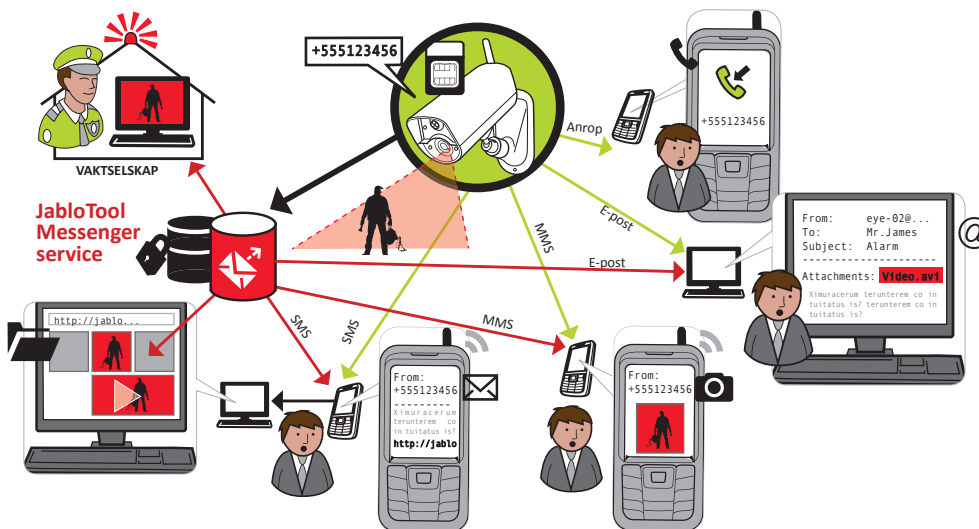 +555123456
Anrop
+555123456
VAKTSELSKAP
JabloTool
Messenger
service
E-post
MMS
SMS
E-post
From: eye-02@...
To: Mr.James
Subject: Alarm
--------------------------
Attachments: Video.avi
Ximuracerum terunterem co in
tuitatus is? terunterem co in
tuitatus is?
@
http://jablo...
SMS
MMS
From:
+555123456
----------
Ximuracerum
terunterem co
in tuitatus is?
http://jablo
From:
+555123456